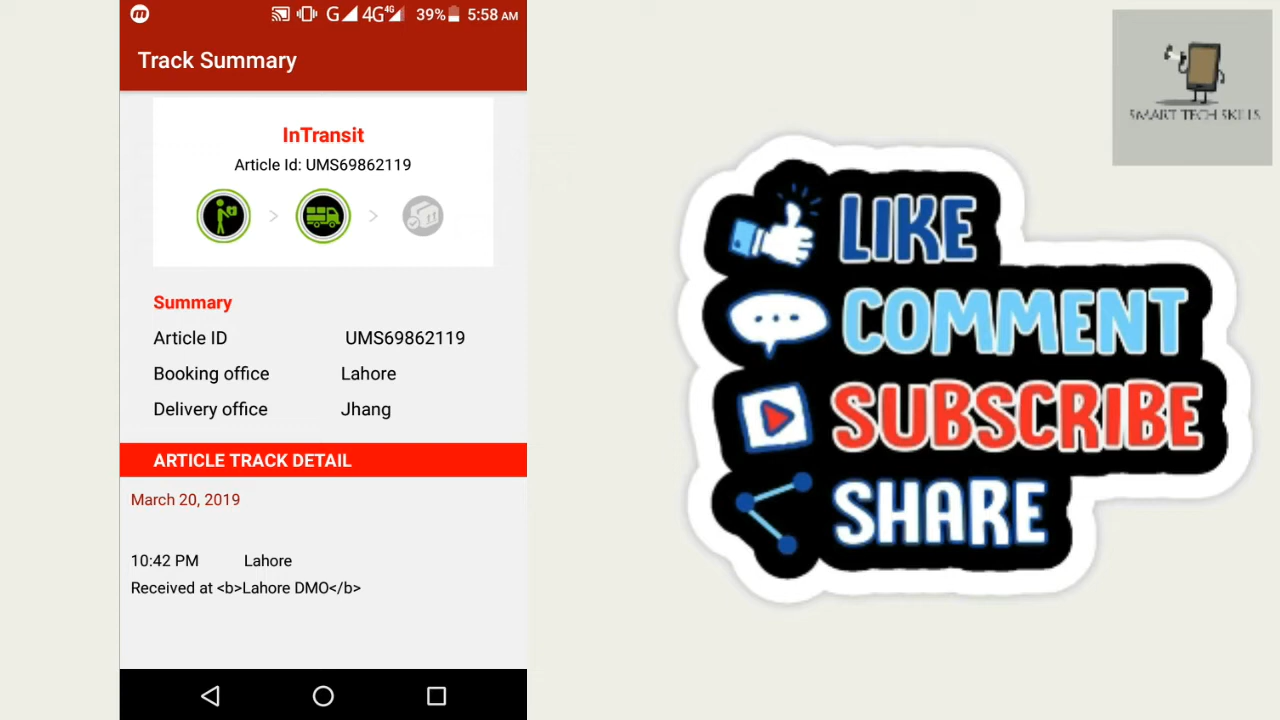 39% 5:58 AM
G 4G 4G
Track Summary
InTransit
Article Id: UMS69862119
Summary
Article ID UMS69862119
Booking office Lahore
Delivery office Jhang
ARTICLE TRACK DETAIL
March 20, 2019
10:42 PM Lahore
Received at <b>Lahore DMO</b>
SMART TECH SKILLS
LIKE
COMMENT
SUBSCRIBE
SHARE